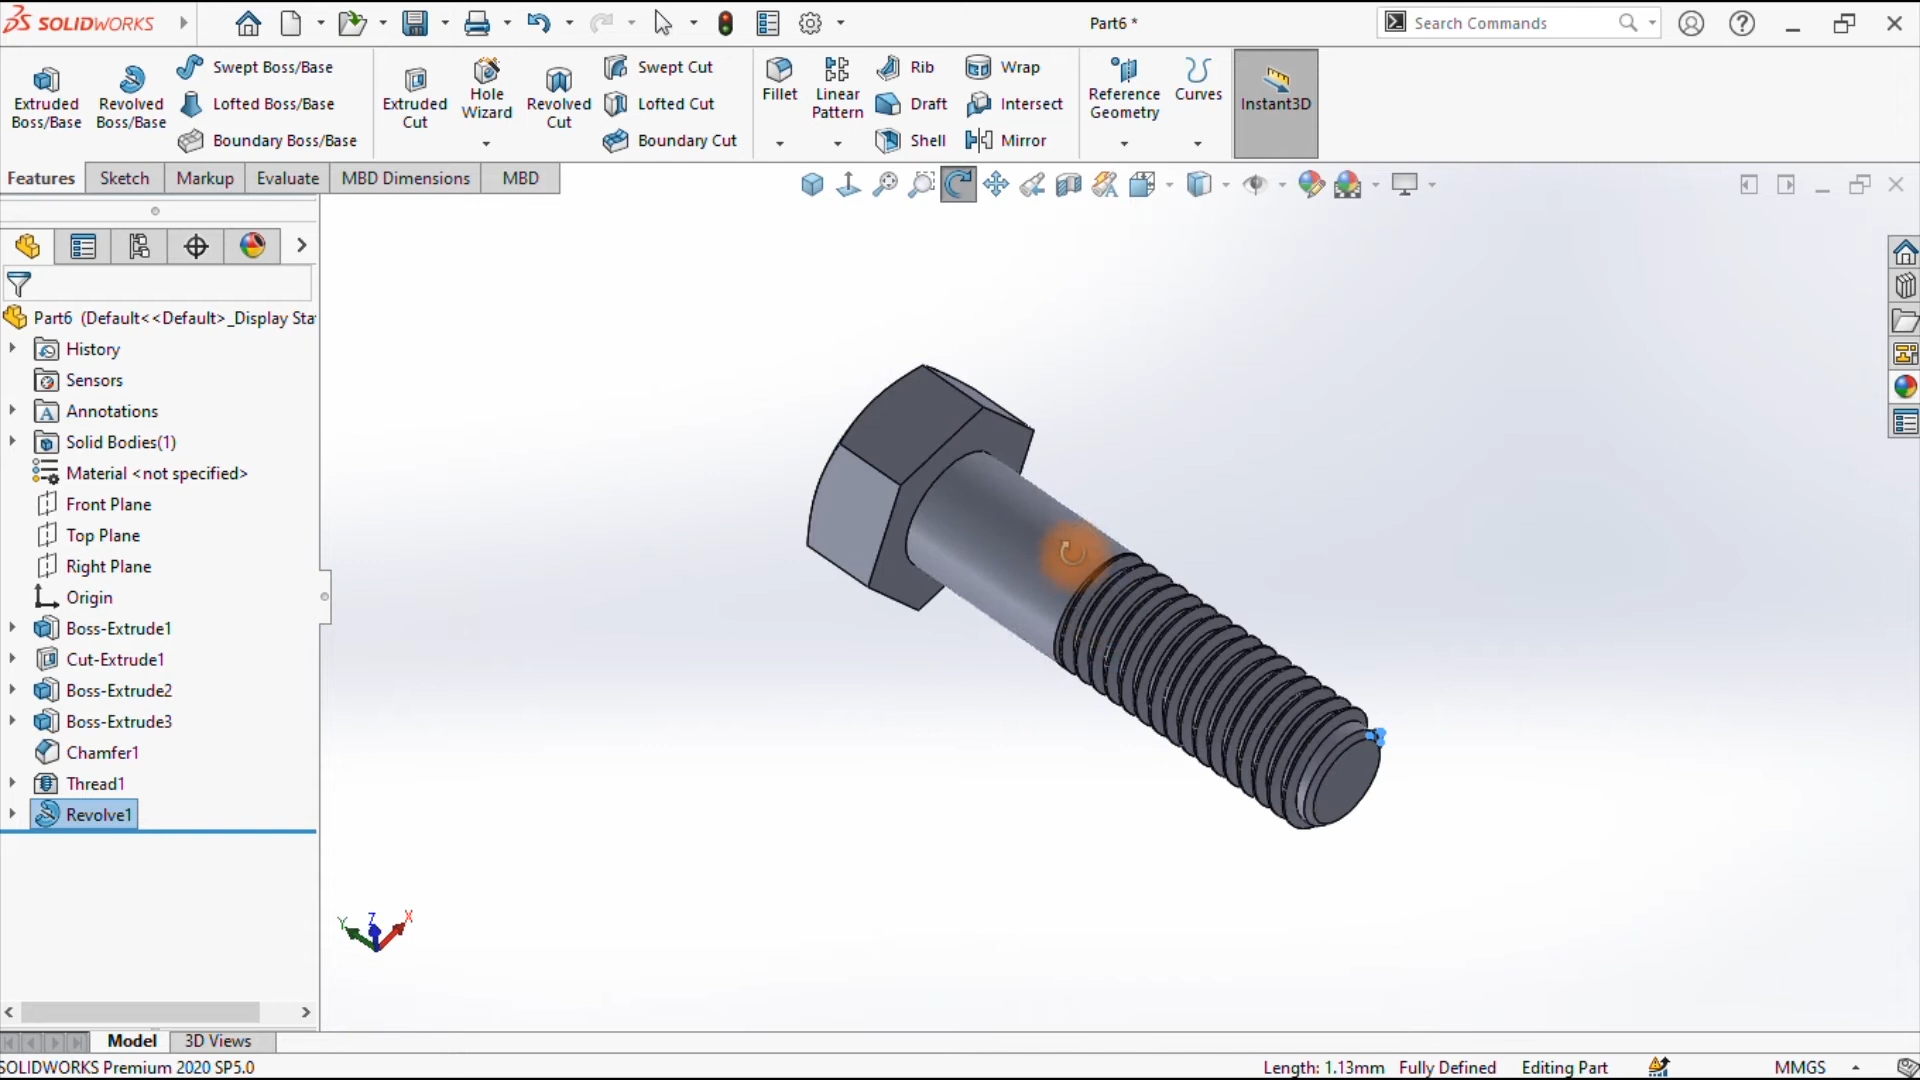 SOLIDWORKS
Part6 *
Search Commands
Extruded Boss/Base
Revolved Boss/Base
Swept Boss/Base
Lofted Boss/Base
Boundary Boss/Base
Extruded Cut
Hole Wizard
Revolved Cut
Swept Cut
Lofted Cut
Boundary Cut
Fillet
Linear Pattern
Rib
Draft
Shell
Wrap
Intersect
Mirror
Reference Geometry
Curves
Instant3D
Features
Sketch
Markup
Evaluate
MBD Dimensions
MBD
Part6 (Default<<Default>_Display Sta
History
Sensors
Annotations
Solid Bodies(1)
Material <not specified>
Front Plane
Top Plane
Right Plane
Origin
Boss-Extrude1
Cut-Extrude1
Boss-Extrude2
Boss-Extrude3
Chamfer1
Thread1
Revolve1
Y
Z
X
Model
3D Views
SOLIDWORKS Premium 2020 SP5.0
Length: 1.13mm
Fully Defined
Editing Part
MMGS